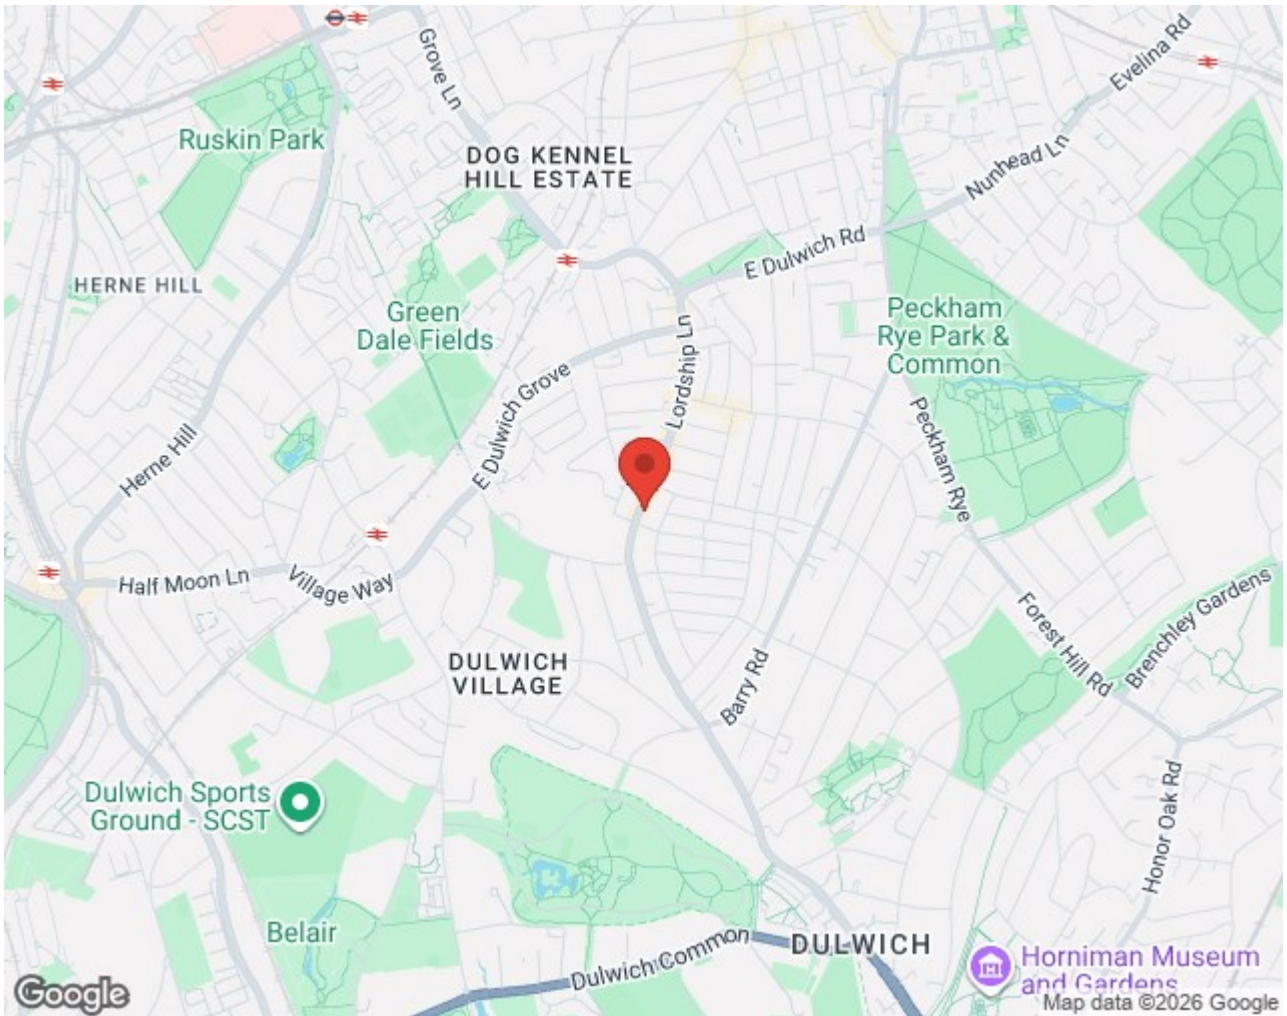 Grove Ln
Evelina Rd
Ruskin Park
DOG KENNEL
HILL ESTATE
Nunhead Ln
E Dulwich Rd
HERNE HILL
Green
Dale Fields
Peckham
Rye Park &
Common
Lordship Ln
E Dulwich Grove
Herne Hill
Peckham Rye
Half Moon Ln
Village Way
Forest Hill Rd
Brenchley Gardens
DULWICH
VILLAGE
Barry Rd
Dulwich Sports
Ground - SCST
Honor Oak Rd
Belair
Dulwich Common
DULWICH
Horniman Museum
and Gardens
Google
Map data ©2026 Google